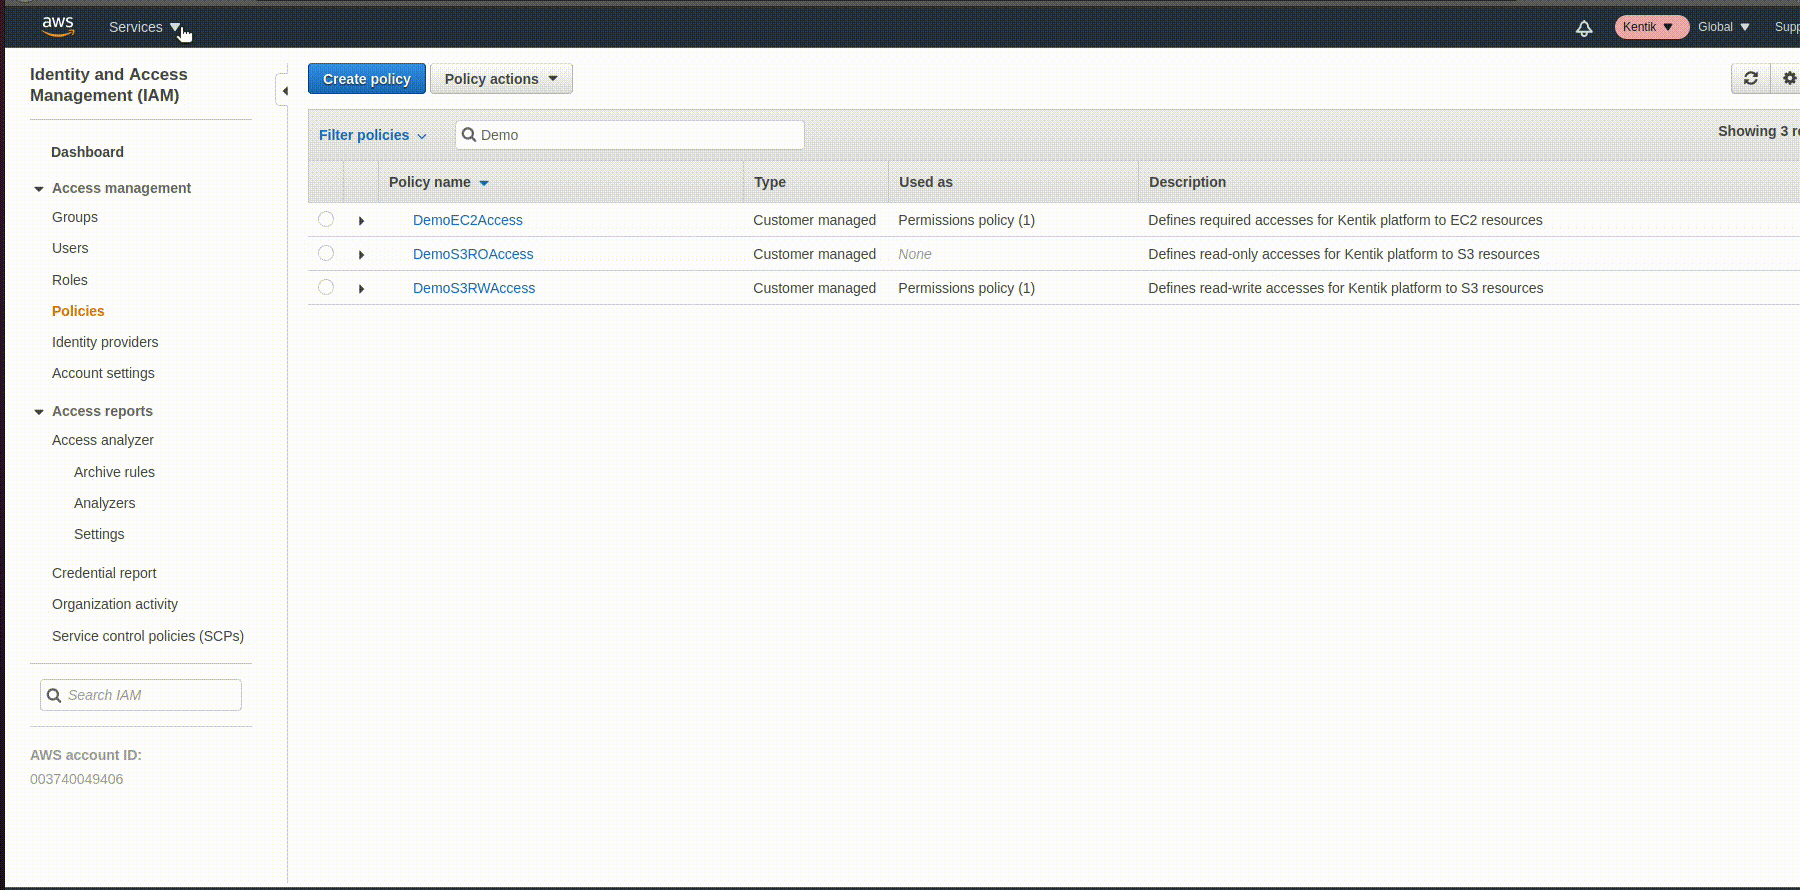 aws
Services
Kentik
Global
Identity and Access
Management (IAM)
Dashboard
Access management
Groups
Users
Roles
Policies
Identity providers
Account settings
Access reports
Access analyzer
Archive rules
Analyzers
Settings
Credential report
Organization activity
Service control policies (SCPs)
Search IAM
AWS account ID:
003740049406
Create policy Policy actions
Filter policies Demo Showing 3
Policy name Type Used as Description
DemoEC2Access Customer managed Permissions policy (1) Defines required accesses for Kentik platform to EC2 resources
DemoS3ROAccess Customer managed None Defines read-only accesses for Kentik platform to S3 resources
DemoS3RWAccess Customer managed Permissions policy (1) Defines read-write accesses for Kentik platform to S3 resources